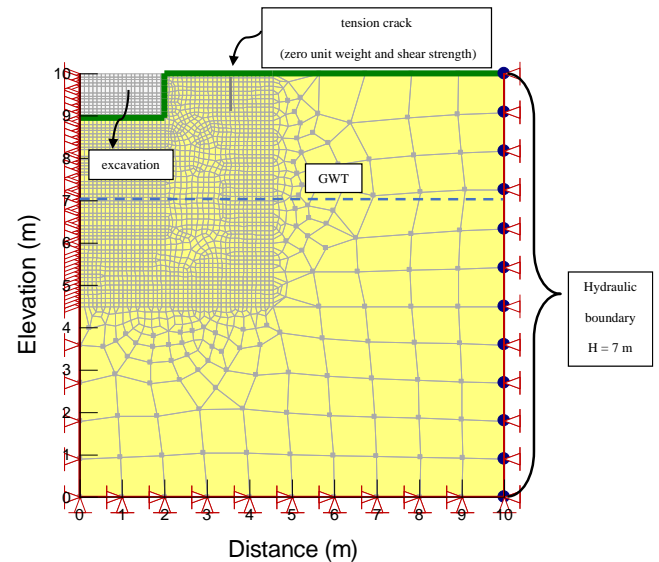 tension crack
(zero unit weight and shear strength)
excavation
GWT
Hydraulic
boundary
H = 7 m
Elevation (m)
10
9
8
7
6
5
4
3
2
1
0
0 1 2 3 4 5 6 7 8 9 10
Distance (m)